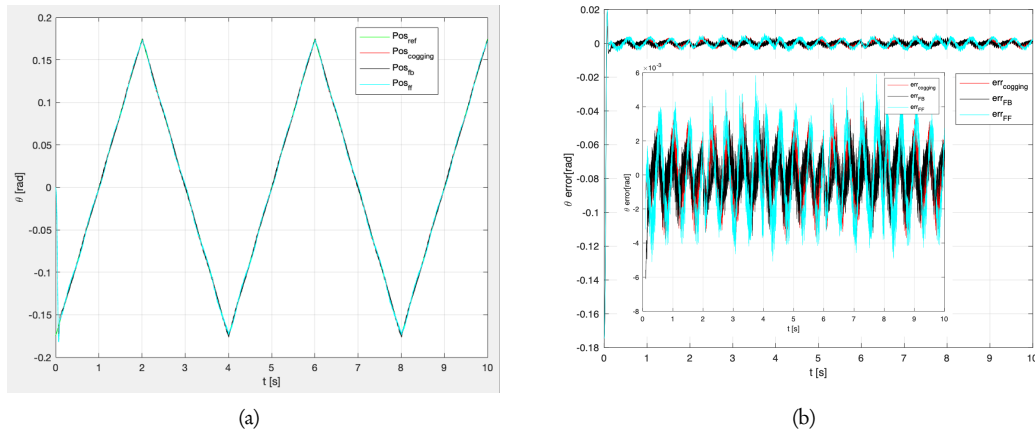 0.2
0.15
0.1
0.05
0
-0.05
-0.1
-0.15
-0.2
θ [rad]
0 1 2 3 4 5 6 7 8 9 10
t [s]
Pos_ref
Pos_cogging
Pos_fb
Pos_ff
(a)
0
-0.02
-0.04
-0.06
-0.08
-0.1
-0.12
-0.14
-0.16
-0.18
θ error[rad]
0 1 2 3 4 5 6 7 8 9 10
t [s]
err_cogging
err_FB
err_FF
×10⁻³
6
4
2
0
-2
-4
-6
-8
θ error[rad]
0 1 2 3 4 5 6 7 8 9 10
t [s]
err_cogging
err_FB
err_FF
(b)